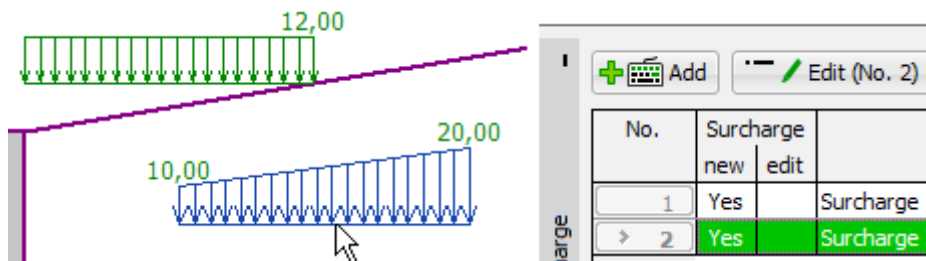 12,00
20,00
10,00
Add
Edit (No. 2)
No.
Surcharge
new
edit
1
Yes
Surcharge
2
Yes
Surcharge